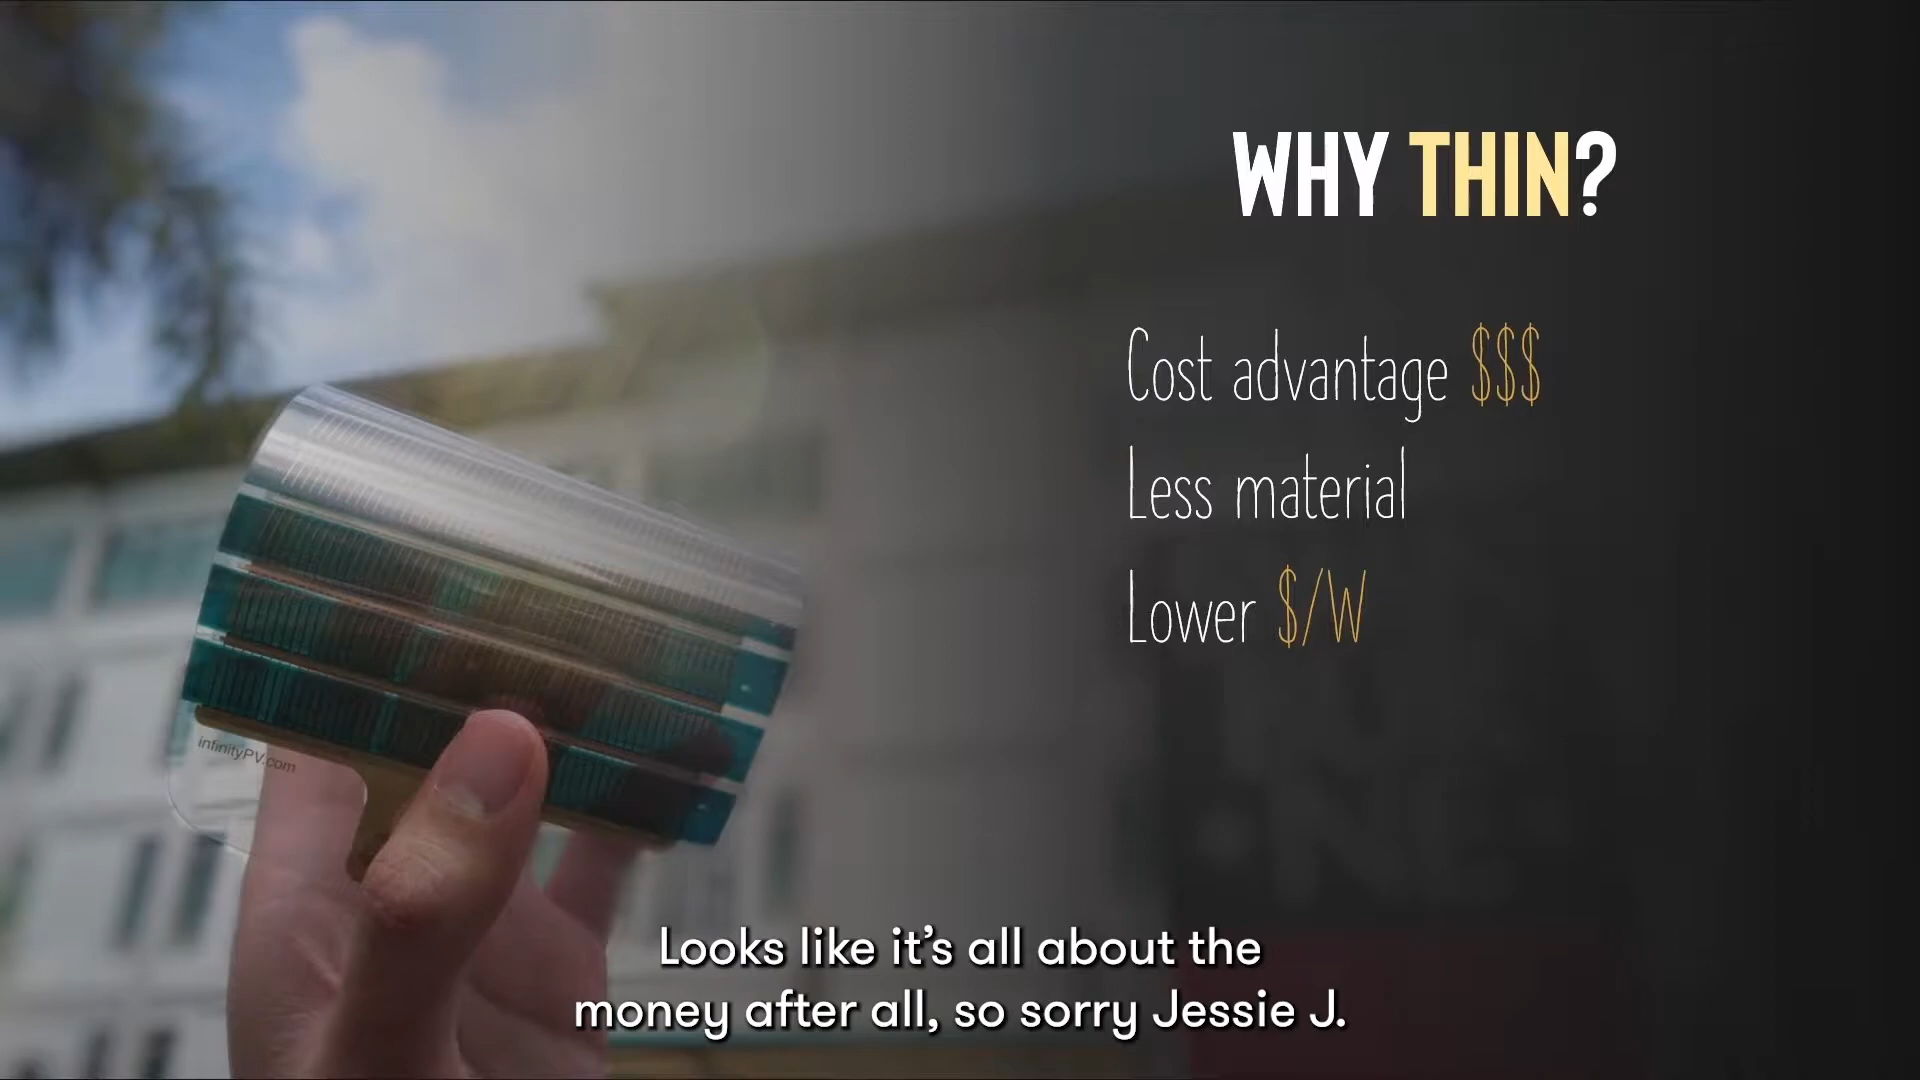 WHY THIN?
Cost advantage $$$
Less material
Lower $/W
infinityPV.com
Looks like it's all about the
money after all, so sorry Jessie J.